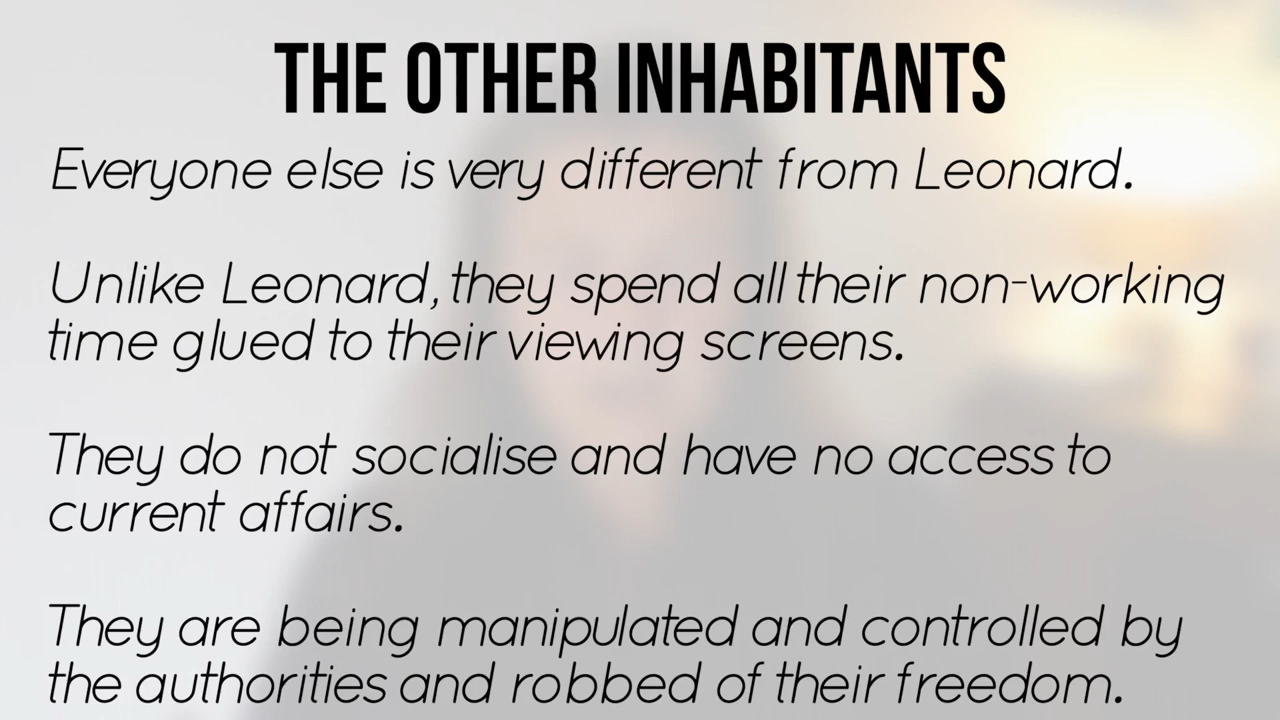 THE OTHER INHABITANTS
Everyone else is very different from Leonard.
Unlike Leonard, they spend all their non-working
time glued to their viewing screens.
They do not socialise and have no access to
current affairs.
They are being manipulated and controlled by
the authorities and robbed of their freedom.